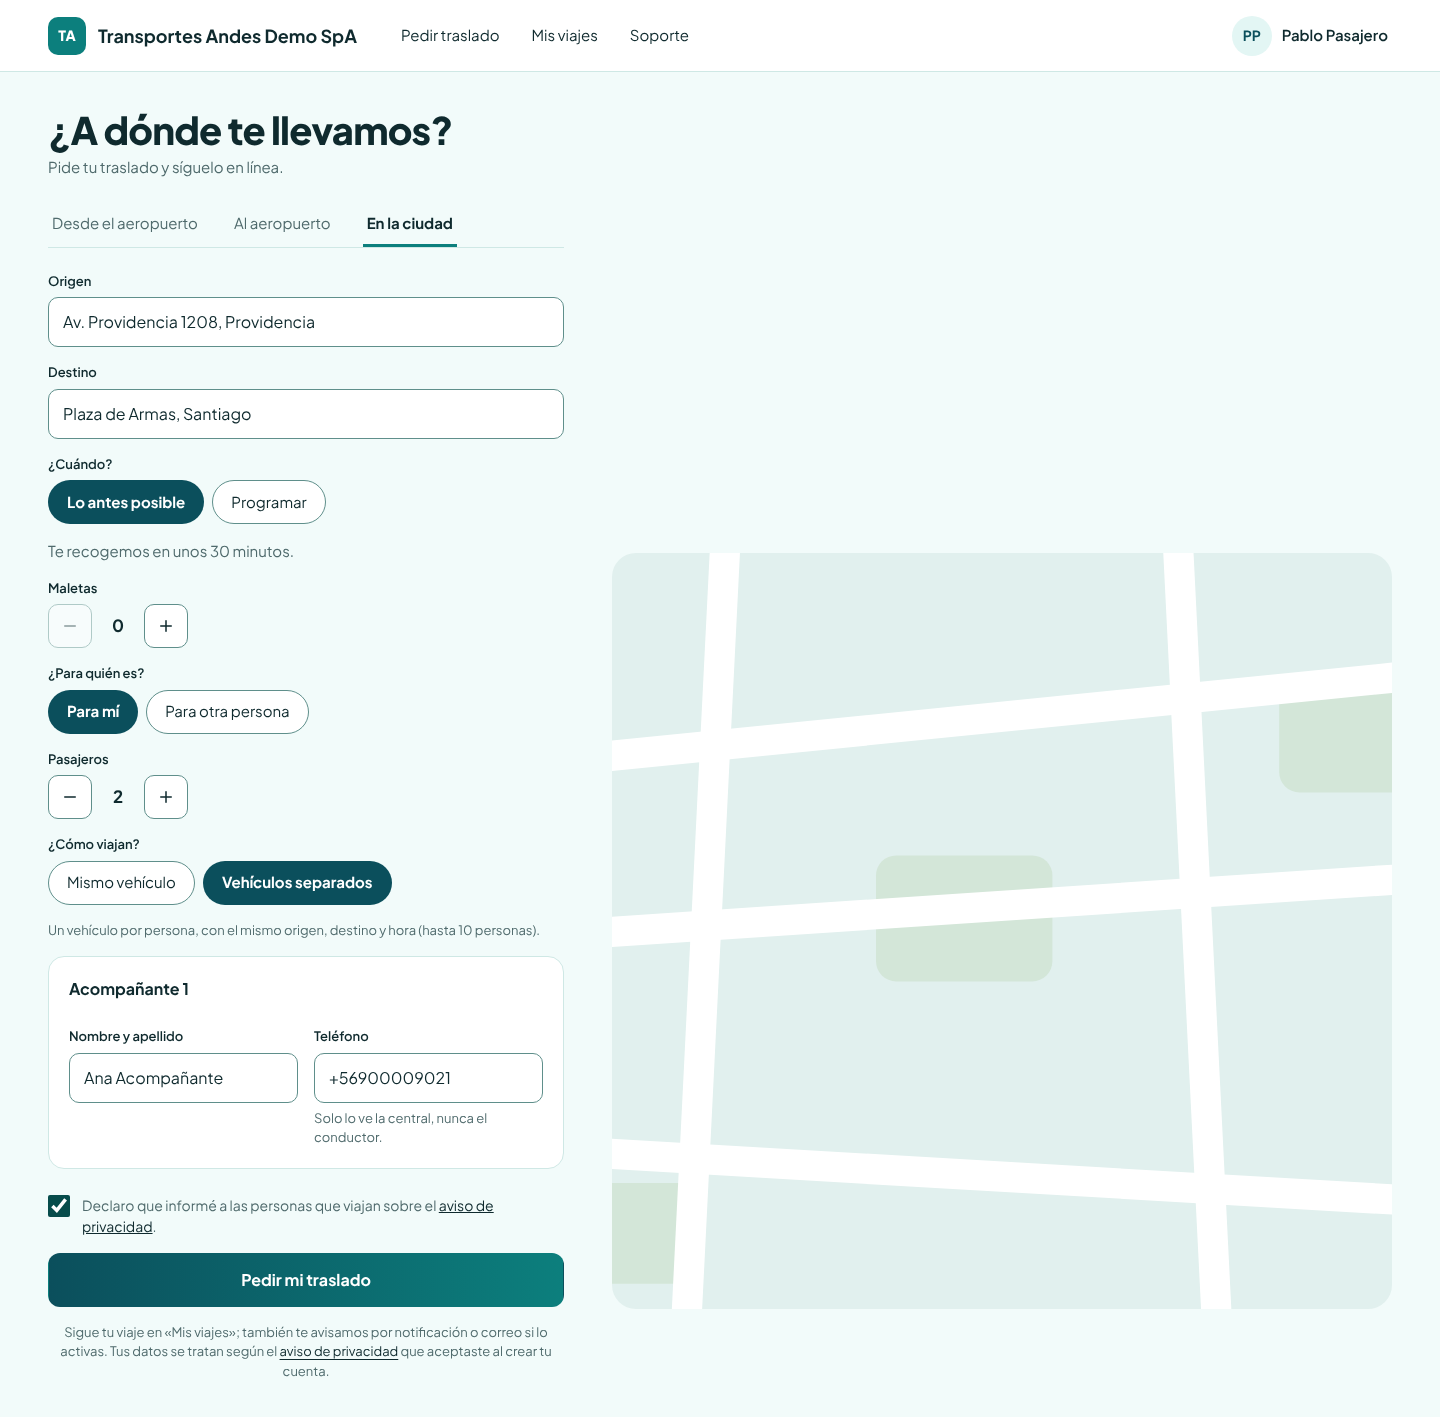 TA
Transportes Andes Demo SpA
Pedir traslado
Mis viajes
Soporte
PP
Pablo Pasajero
¿A dónde te llevamos?
Pide tu traslado y síguelo en línea.
Desde el aeropuerto
Al aeropuerto
En la ciudad
Origen
Av. Providencia 1208, Providencia
Destino
Plaza de Armas, Santiago
¿Cuándo?
Lo antes posible
Programar
Te recogemos en unos 30 minutos.
Maletas
− 0 +
¿Para quién es?
Para mí
Para otra persona
Pasajeros
− 2 +
¿Cómo viajan?
Mismo vehículo
Vehículos separados
Un vehículo por persona, con el mismo origen, destino y hora (hasta 10 personas).
Acompañante 1
Nombre y apellido
Teléfono
Ana Acompañante
+56900009021
Solo lo ve la central, nunca el
conductor.
Declaro que informé a las personas que viajan sobre el aviso de
privacidad.
Pedir mi traslado
Sigue tu viaje en «Mis viajes»; también te avisamos por notificación o correo si lo
activas. Tus datos se tratan según el aviso de privacidad que aceptaste al crear tu
cuenta.